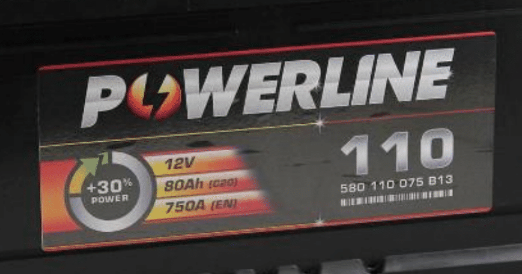 POWERLINE
110
580 110 075 B13
+30%
POWER
12V
80Ah (C20)
750A (EN)